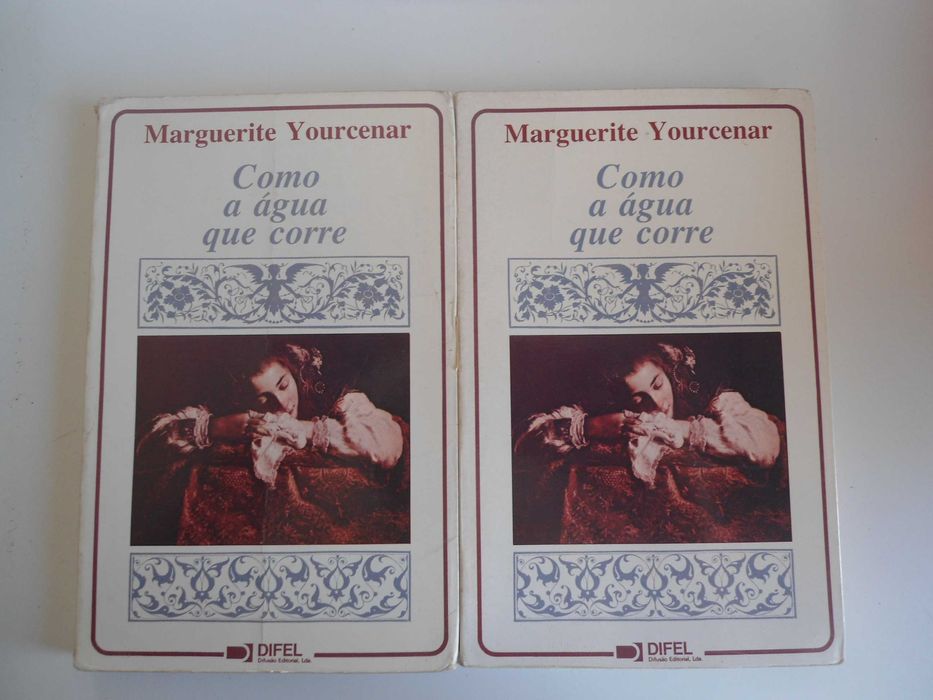 Marguerite Yourcenar
Como
a água
que corre
DIFEL
Difusão Editorial, Lda.
Marguerite Yourcenar
Como
a água
que corre
DIFEL
Difusão Editorial, Lda.